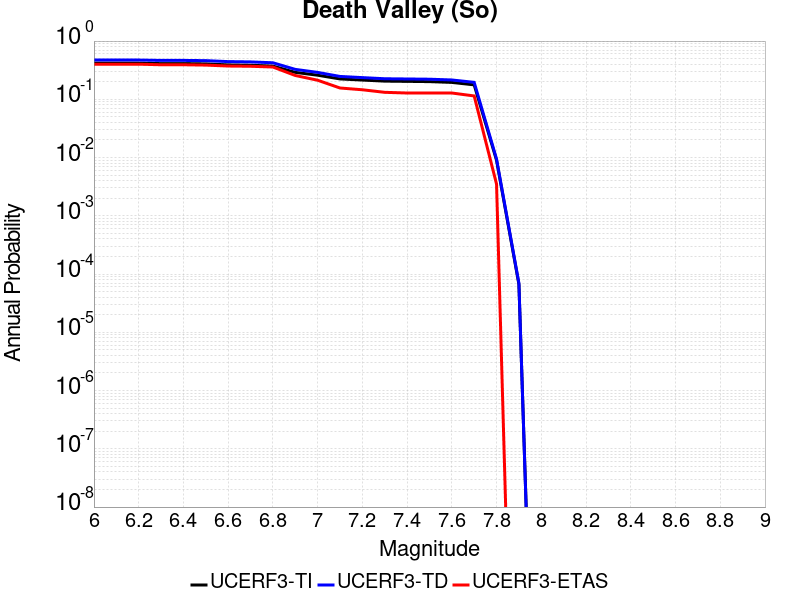 Death Valley (So)
10^0
10^-1
10^-2
10^-3
10^-4
10^-5
10^-6
10^-7
10^-8
Annual Probability
6 6.2 6.4 6.6 6.8 7 7.2 7.4 7.6 7.8 8 8.2 8.4 8.6 8.8 9
Magnitude
UCERF3-TI UCERF3-TD UCERF3-ETAS